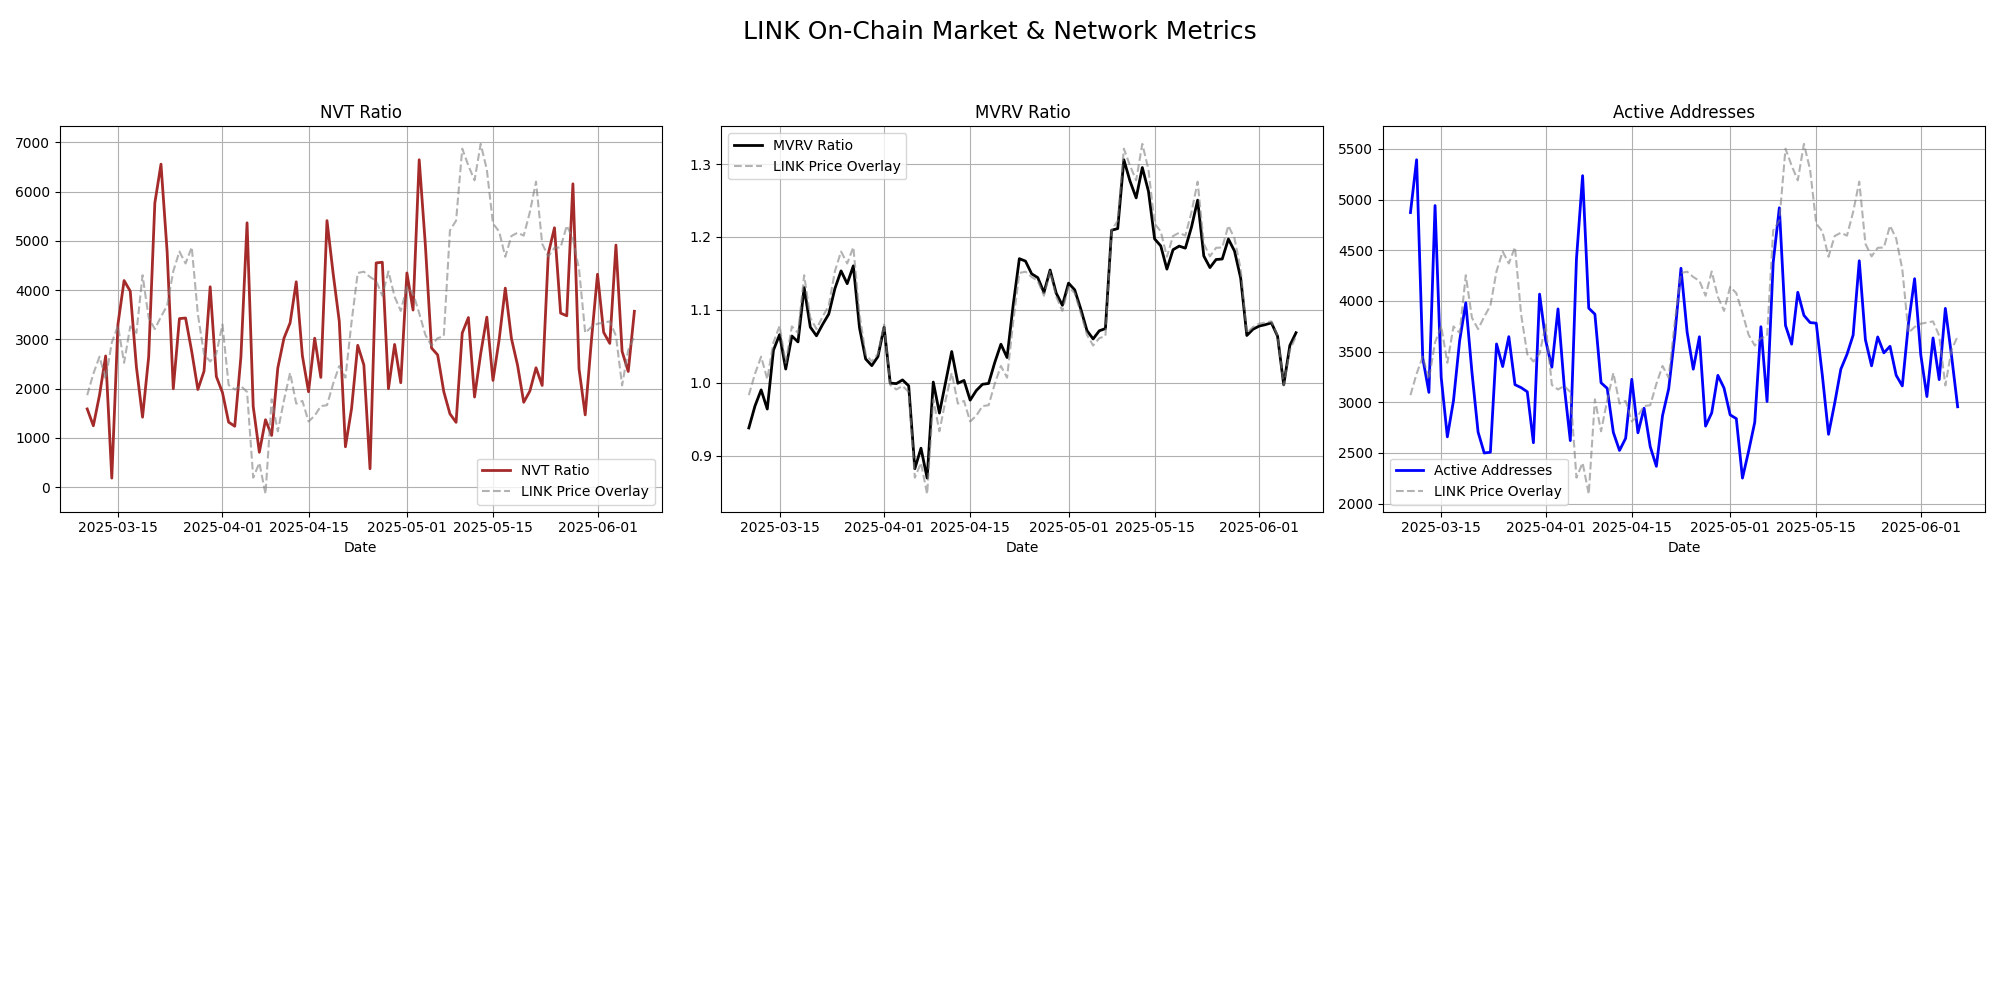 LINK On-Chain Market & Network Metrics
NVT Ratio
7000
6000
5000
4000
3000
2000
1000
0
NVT Ratio
LINK Price Overlay
2025-03-15 2025-04-01 2025-04-15 2025-05-01 2025-05-15 2025-06-01
Date
MVRV Ratio
MVRV Ratio
LINK Price Overlay
1.3
1.2
1.1
1.0
0.9
2025-03-15 2025-04-01 2025-04-15 2025-05-01 2025-05-15 2025-06-01
Date
Active Addresses
5500
5000
4500
4000
3500
3000
2500
2000
Active Addresses
LINK Price Overlay
2025-03-15 2025-04-01 2025-04-15 2025-05-01 2025-05-15 2025-06-01
Date